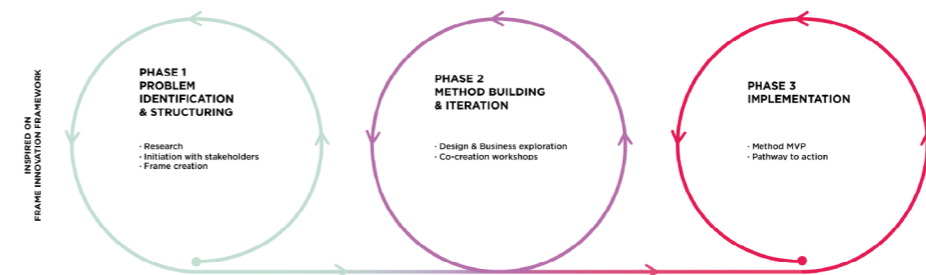 INSPIRED ON
FRAME INNOVATION FRAMEWORK
PHASE 1
PROBLEM
IDENTIFICATION
& STRUCTURING
- Research
- Initiation with stakeholders
- Frame creation
PHASE 2
METHOD BUILDING
& ITERATION
- Design & Business exploration
- Co-creation workshops
PHASE 3
IMPLEMENTATION
- Method MVP
- Pathway to action